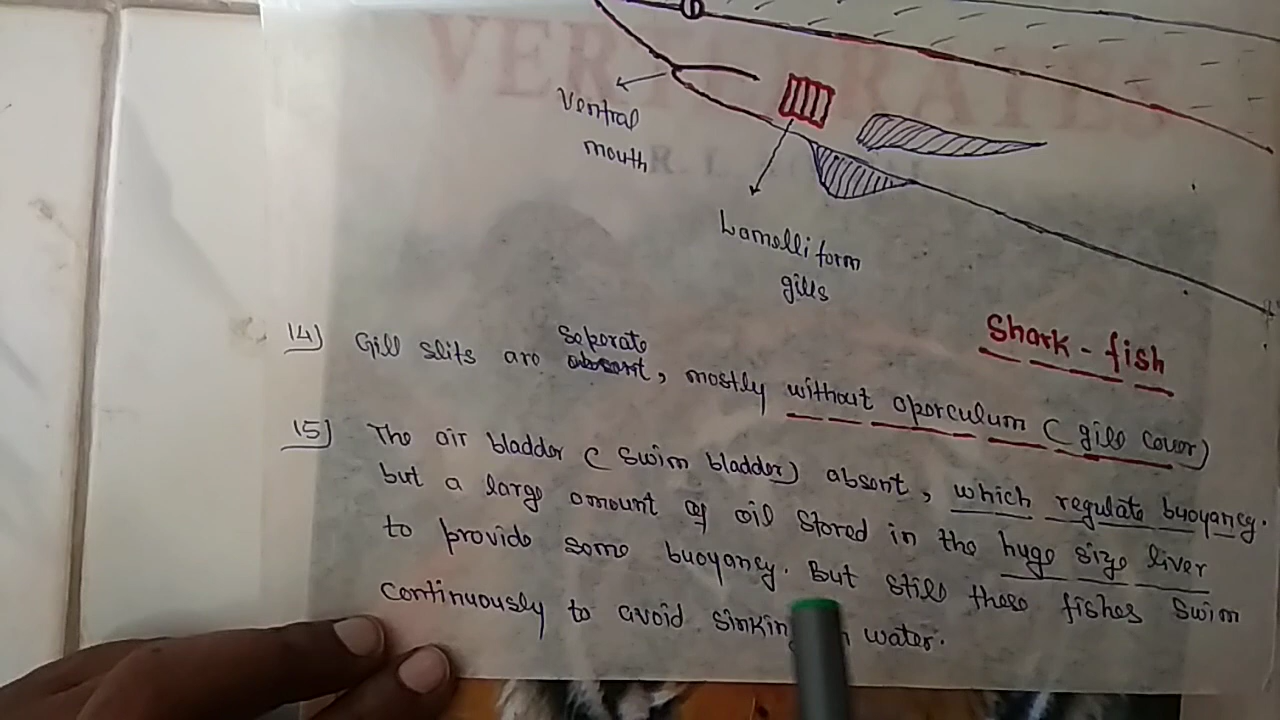 VERTEBRATES
R. L.
Ventral
mouth
Lamelliform
gills
Shark - fish
14) Gill slits are separate, mostly without operculum ( gill cover)
15) The air bladder ( swim bladder) absent, which regulate buoyancy.
but a large amount of oil stored in the huge size liver
to provide some buoyancy. But still these fishes swim
continuously to avoid sinking in water.